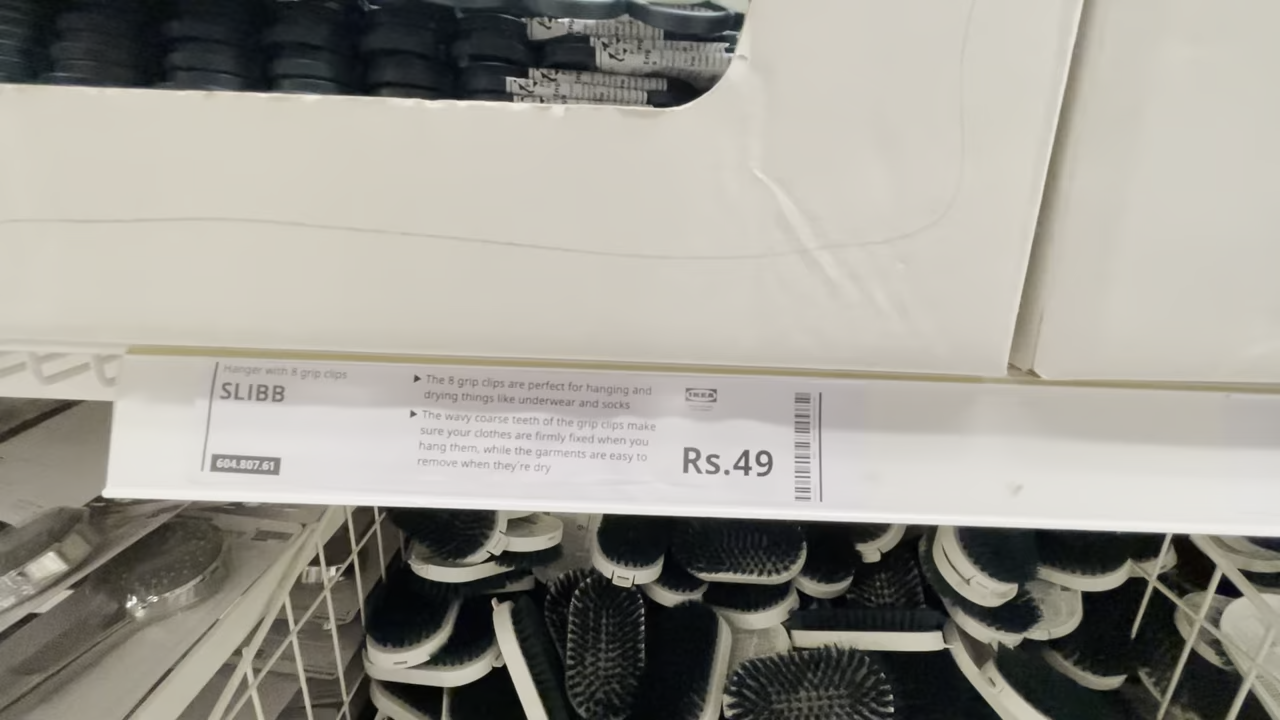 Hanger with 8 grip clips
SLIBB
604.807.61
▶ The 8 grip clips are perfect for hanging and
drying things like underwear and socks
▶ The wavy coarse teeth of the grip clips make
sure your clothes are firmly fixed when you
hang them, while the garments are easy to
remove when they're dry
IKEA
Rs.49